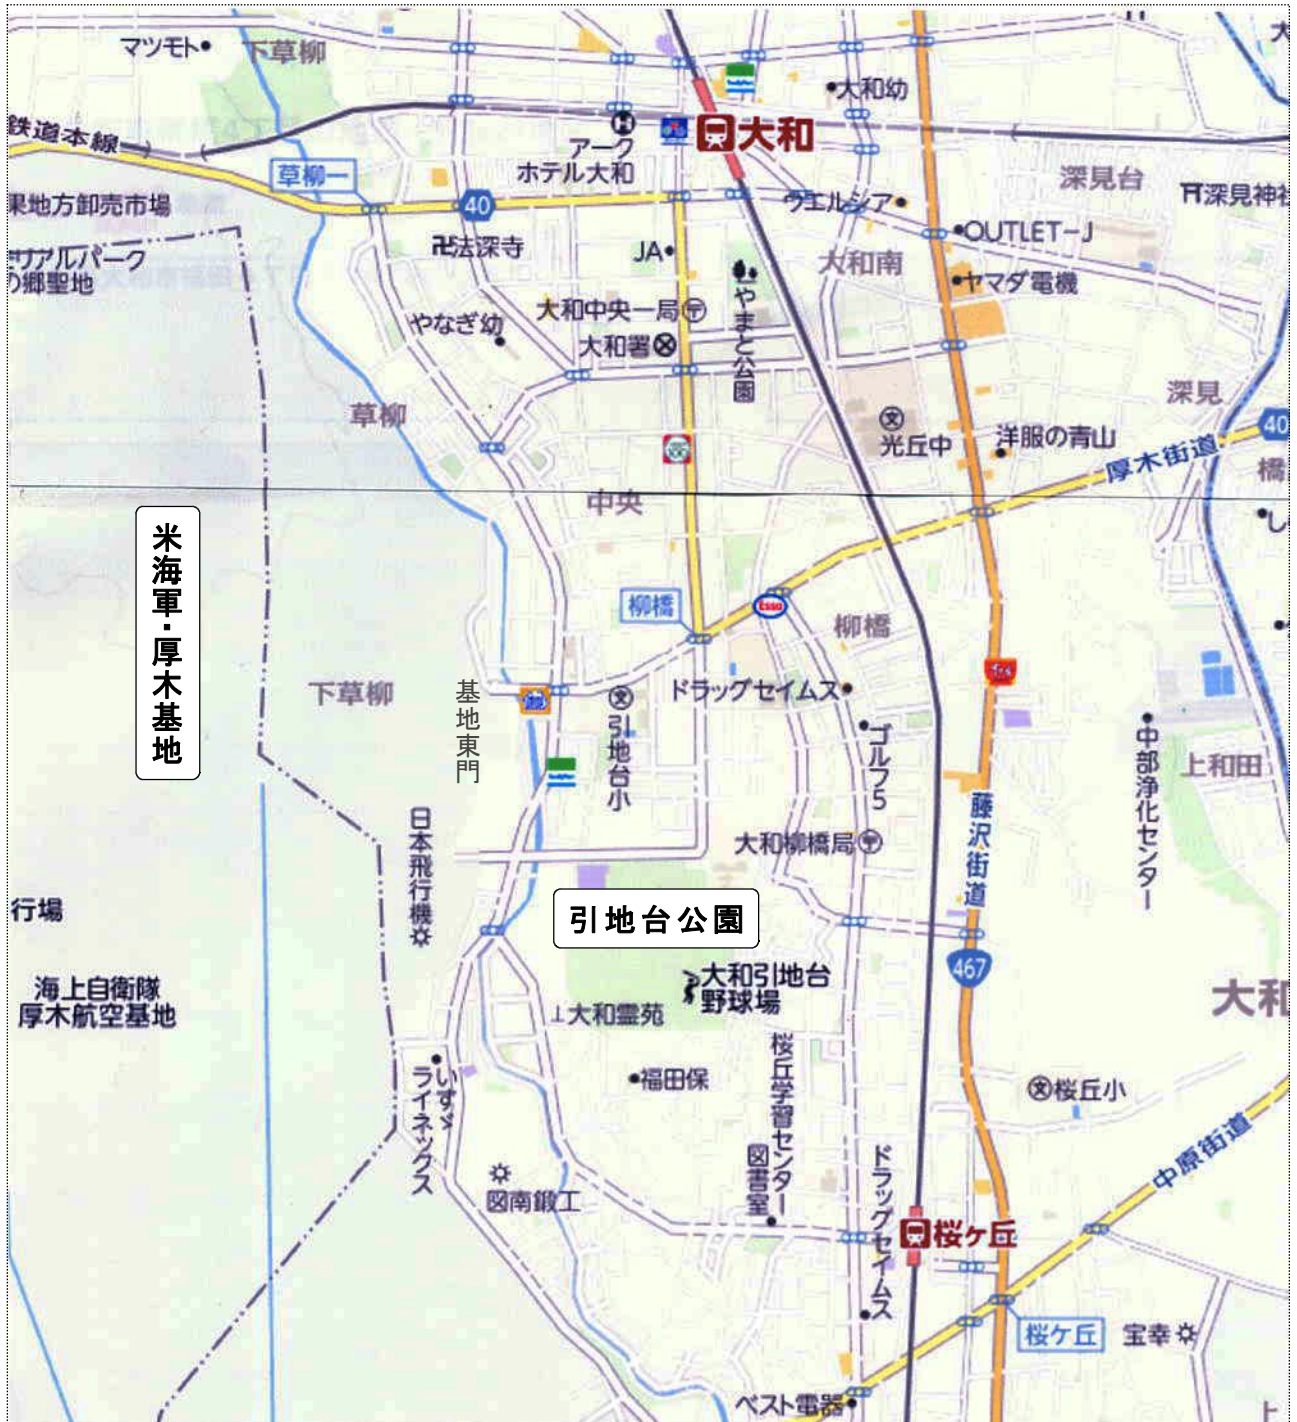 マツモト
下草柳
大
大和幼
鉄道本線
大和
アーク
ホテル大和
草柳一
深見台
深見神社
果地方卸売市場
40
ウエルシア
OUTLET-J
卍法深寺
JA
大和南
リアルパーク
の郷聖地
ヤマダ電機
やまと公園
大和中央一局
やなぎ幼
大和署
深見
草柳
光丘中
洋服の青山
40
厚木街道
橋
中央
し
米海軍・厚木基地
Esso
柳橋
柳橋
下草柳
基地東門
ドラッグセイムス
引地台小
ゴルフ5
中部浄化センター
上和田
藤沢街道
日本飛行機
大和柳橋局
行場
引地台公園
467
海上自衛隊
厚木航空基地
大和引地台
野球場
大和
大和霊苑
桜丘学習センター
図書室
いすゞ
ライネックス
福田保
桜丘小
中原街道
ドラッグセイムス
図南鍛工
桜ヶ丘
桜ケ丘
宝幸
ベスト電器
上